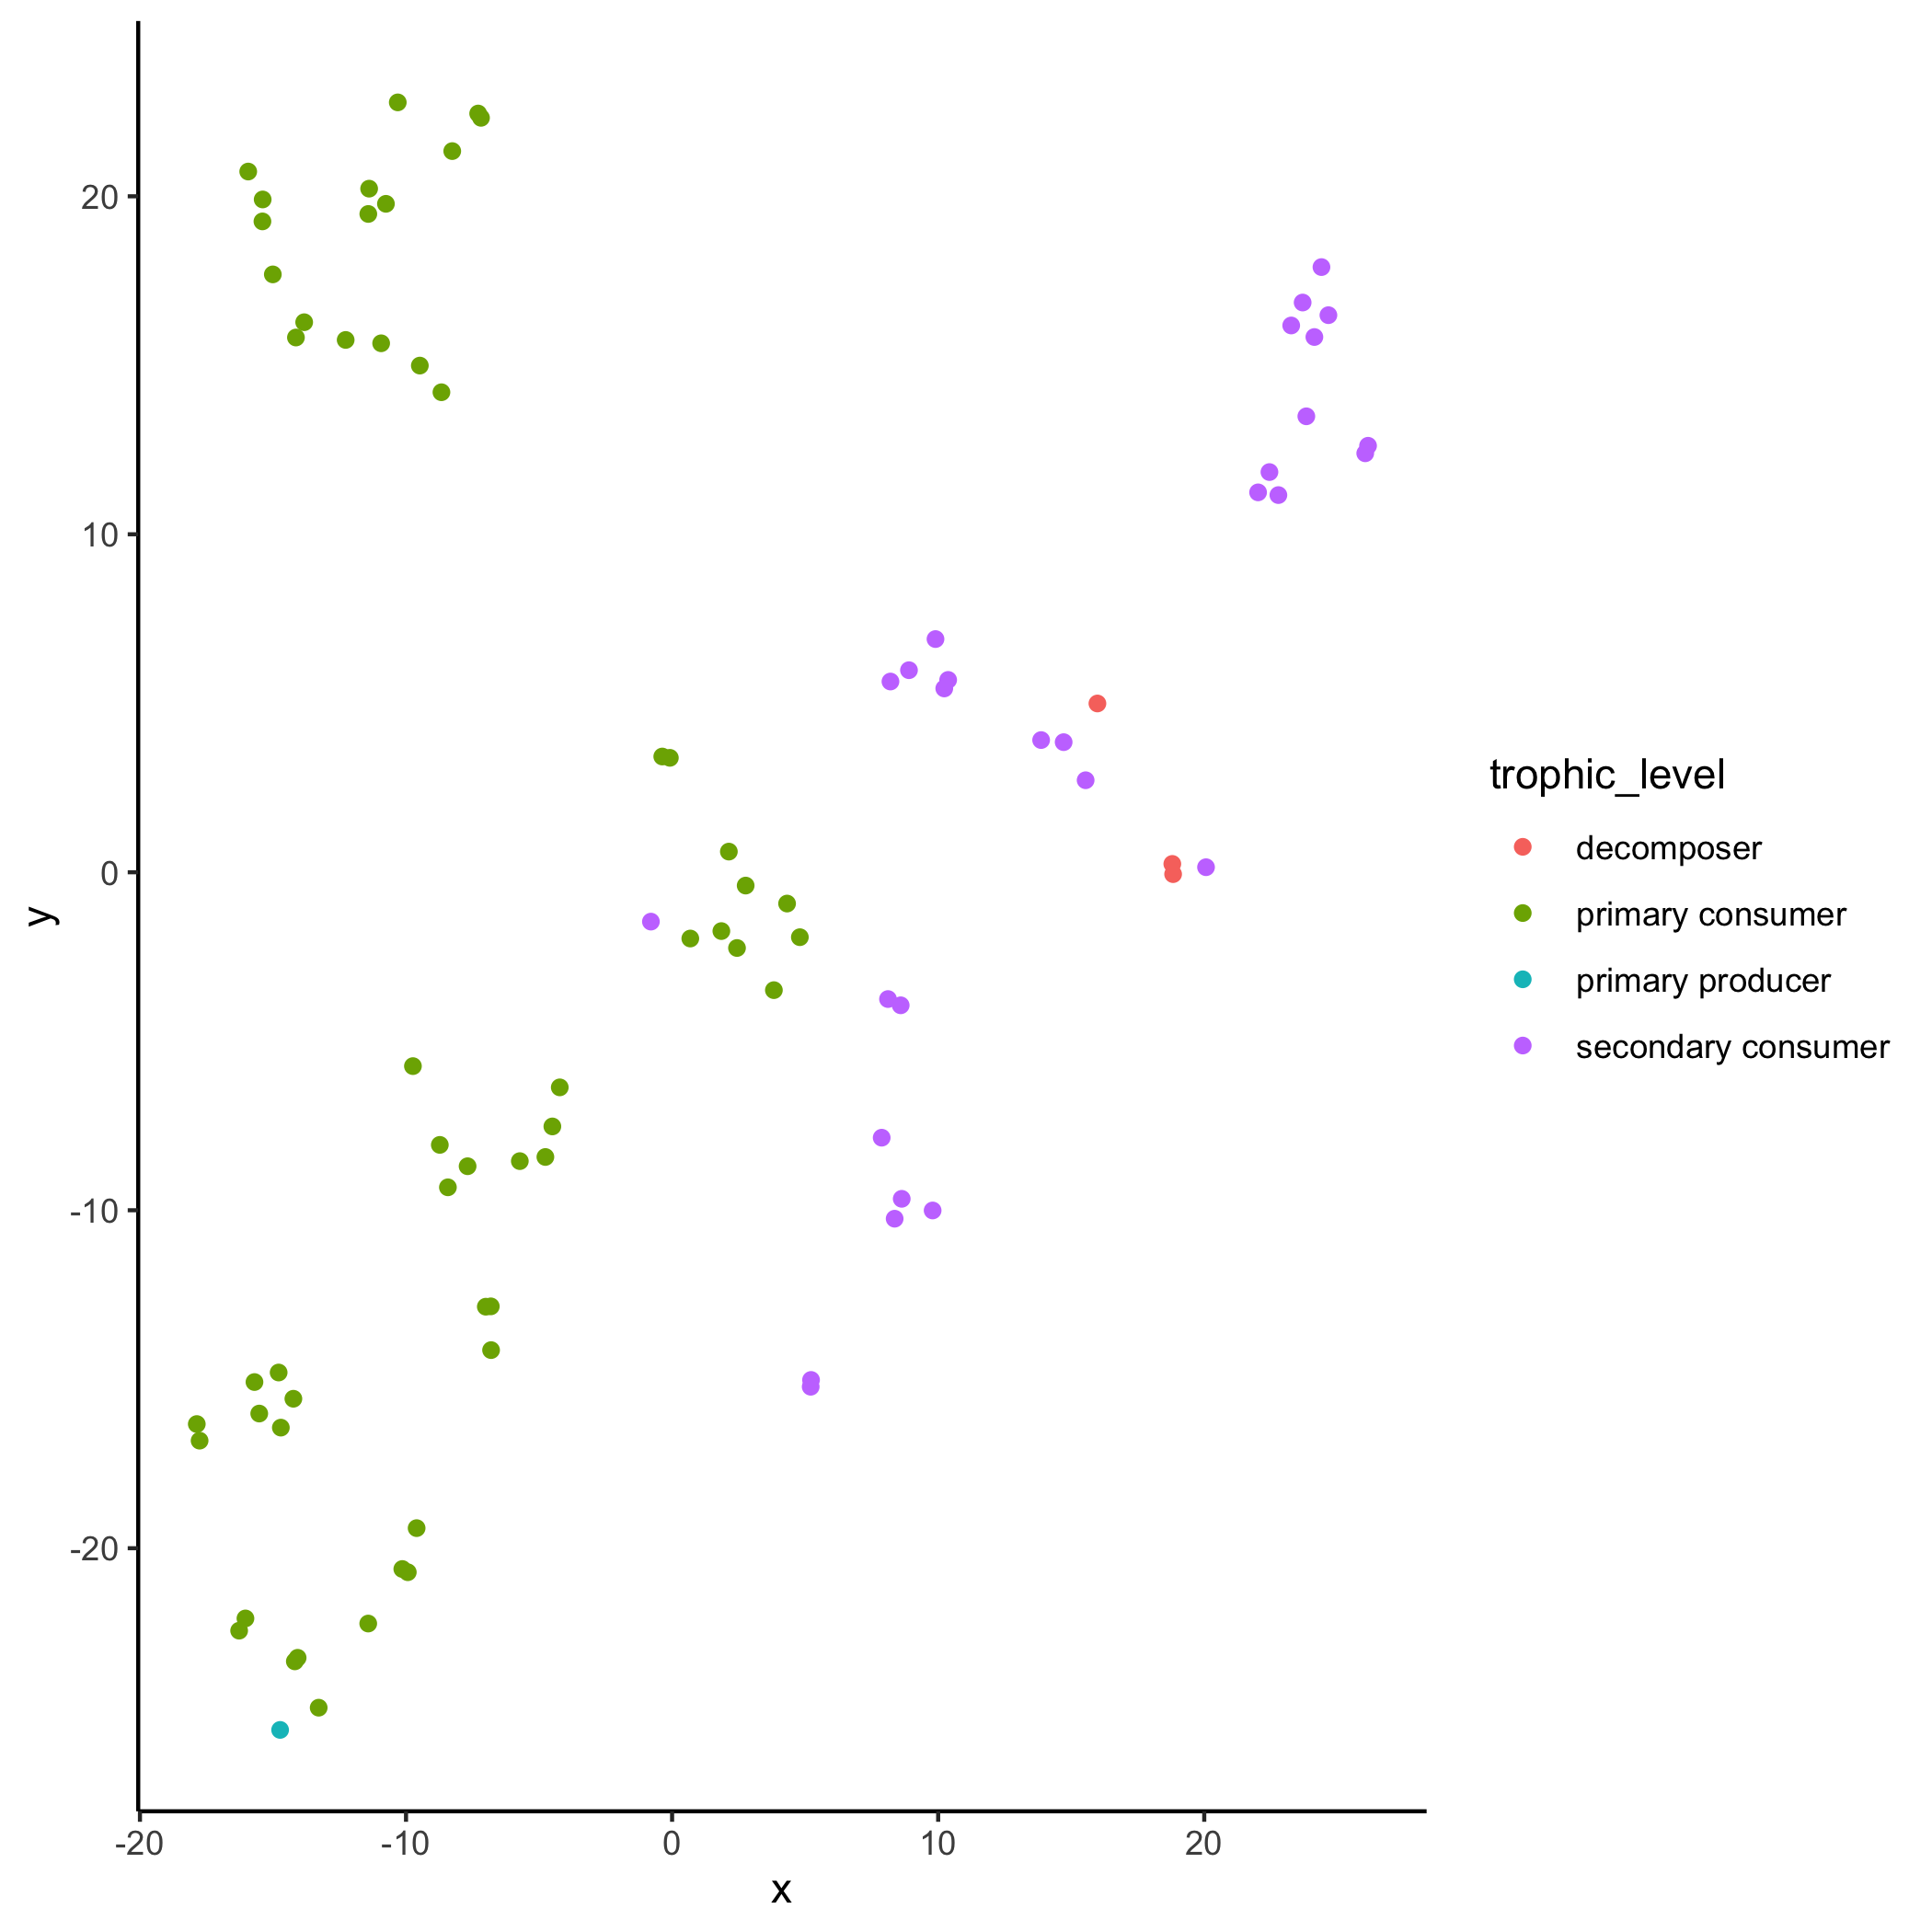 20
10
0
-10
-20
y
-20
-10
0
10
20
x
trophic_level
decomposer
primary consumer
primary producer
secondary consumer